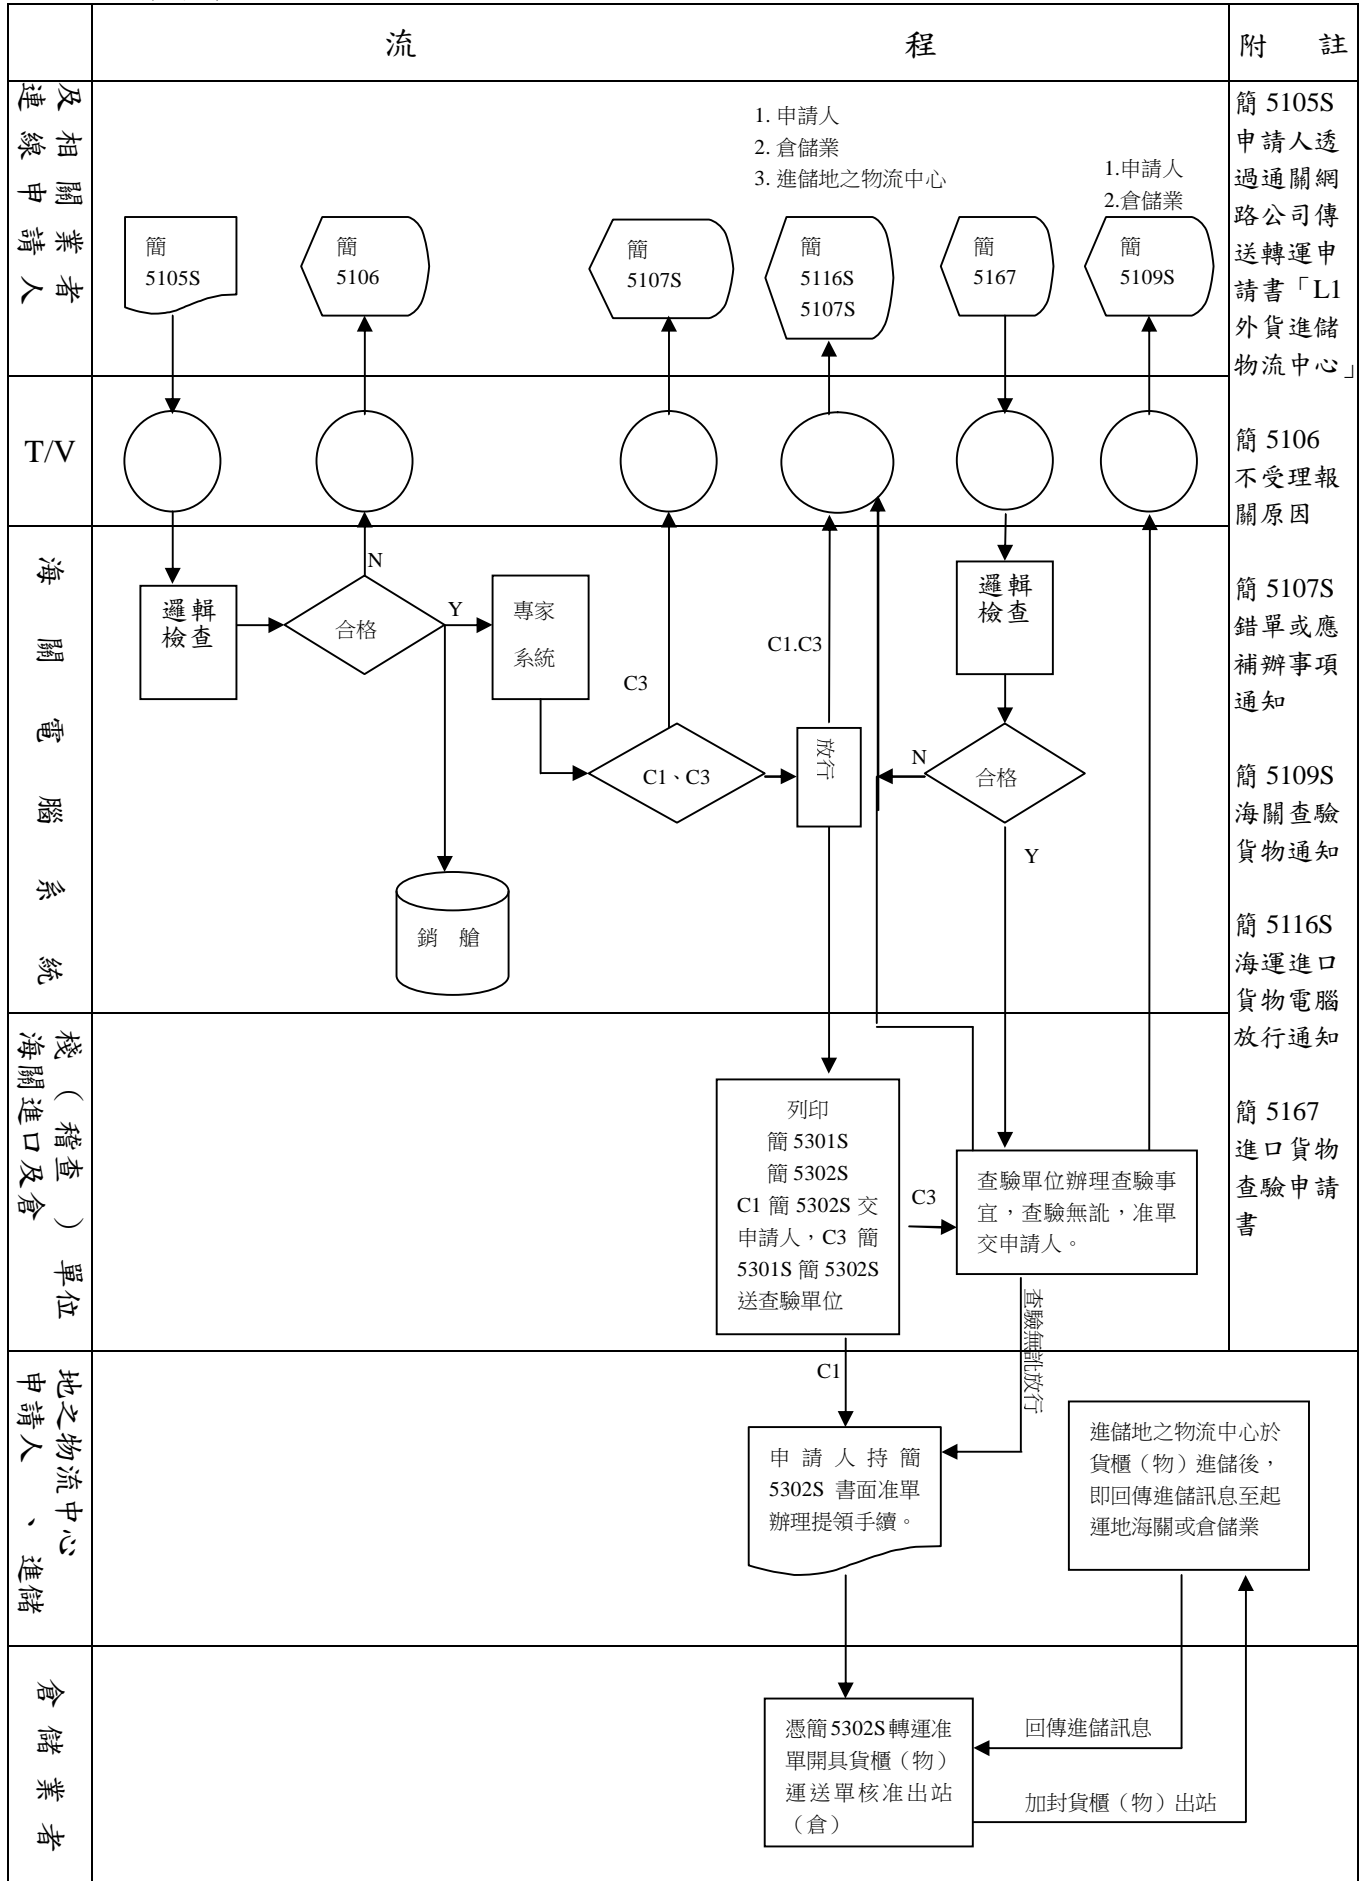 流 程
附 註
連線申請人
及相關業者
1. 申請人
2. 倉儲業
3. 進儲地之物流中心
1.申請人
2.倉儲業
簡
5105S
簡
5106
簡
5107S
簡
5116S
5107S
簡
5167
簡
5109S
T/V
海關電腦系統
邏輯
檢查
合格
N
Y
專家
系統
C3
C1、C3
C1.C3
放行
邏輯
檢查
合格
N
Y
銷 艙
海關進口及倉
棧（稽查）單位
列印
簡 5301S
簡 5302S
C1 簡 5302S 交
申請人，C3 簡
5301S 簡 5302S
送查驗單位
C3
查驗單位辦理查驗事
宜，查驗無訛，准單
交申請人。
查驗無訛放行
C1
申請人、進儲
地之物流中心
申請人持簡
5302S 書面准單
辦理提領手續。
進儲地之物流中心於
貨櫃（物）進儲後，
即回傳進儲訊息至起
運地海關或倉儲業
倉儲業者
憑簡5302S轉運准
單開具貨櫃（物）
運送單核准出站
（倉）
回傳進儲訊息
加封貨櫃（物）出站
簡 5105S
申請人透
過通關網
路公司傳
送轉運申
請書「L1
外貨進儲
物流中心」
簡 5106
不受理報
關原因
簡 5107S
錯單或應
補辦事項
通知
簡 5109S
海關查驗
貨物通知
簡 5116S
海運進口
貨物電腦
放行通知
簡 5167
進口貨物
查驗申請
書